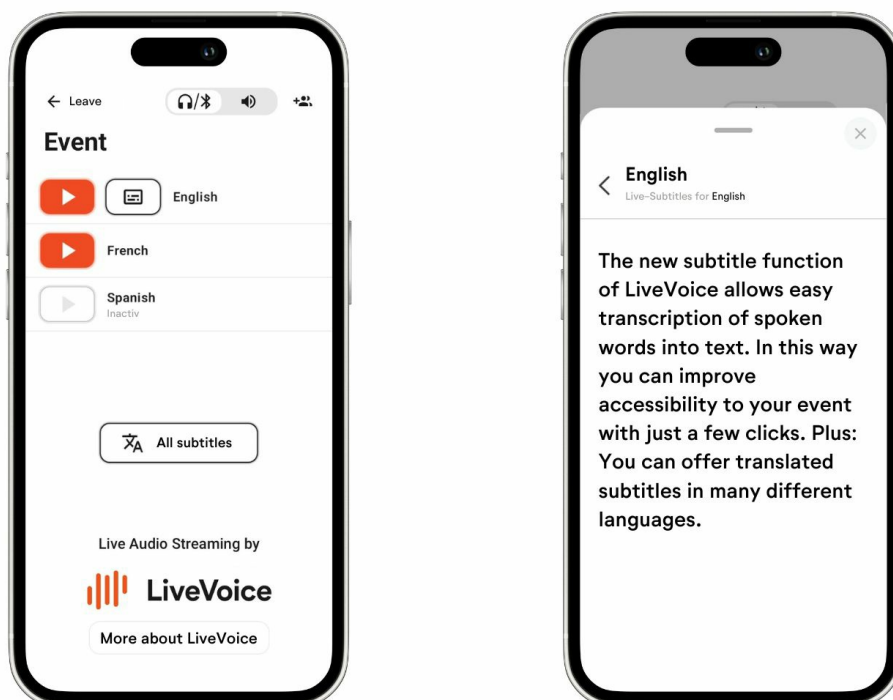 Leave
Event
English
French
Spanish
Inactiv
All subtitles
Live Audio Streaming by
LiveVoice
More about LiveVoice
English
Live-Subtitles for English
The new subtitle function
of LiveVoice allows easy
transcription of spoken
words into text. In this way
you can improve
accessibility to your event
with just a few clicks. Plus:
You can offer translated
subtitles in many different
languages.